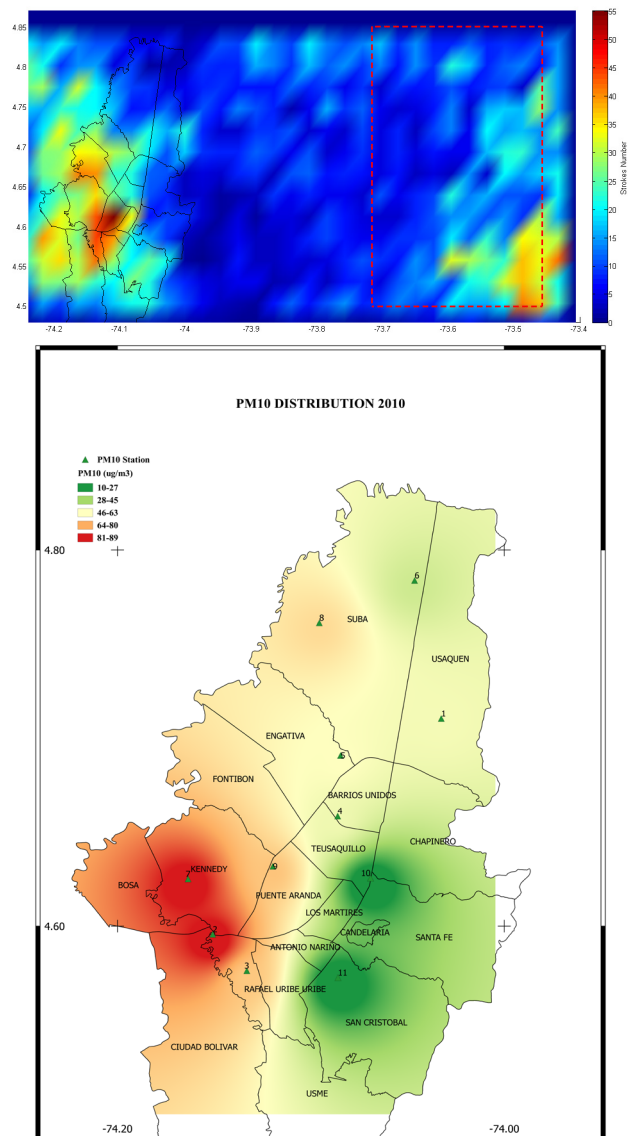 4.85
4.8
4.75
4.7
4.65
4.6
4.55
4.5
-74.2
-74.1
-74
-73.9
-73.8
-73.7
-73.6
-73.5
-73.4
55
50
45
40
35
30
25
20
15
10
5
0
Strokes Number
PM10 DISTRIBUTION 2010
PM10 Station
PM10 (ug/m3)
10-27
28-45
46-63
64-80
81-89
4.80
6
8
SUBA
USAQUEN
1
ENGATIVA
5
FONTIBON
BARRIOS UNIDOS
4
CHAPINERO
TEUSAQUILLO
KENNEDY
9
10
7
BOSA
PUENTE ARANDA
LOS MARTIRES
4.60
2
CANDELARIA
SANTA FE
ANTONIO NARIÑO
3
11
RAFAEL URIBE URIBE
SAN CRISTOBAL
CIUDAD BOLIVAR
USME
-74.20
-74.00